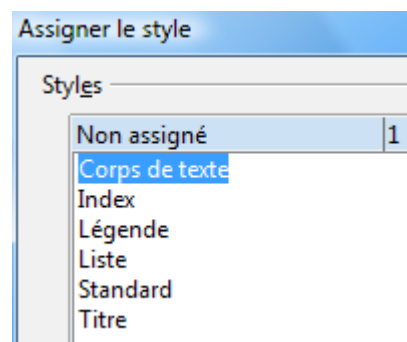 Assigner le style
Styles
Non assigné 1
Corps de texte
Index
Légende
Liste
Standard
Titre